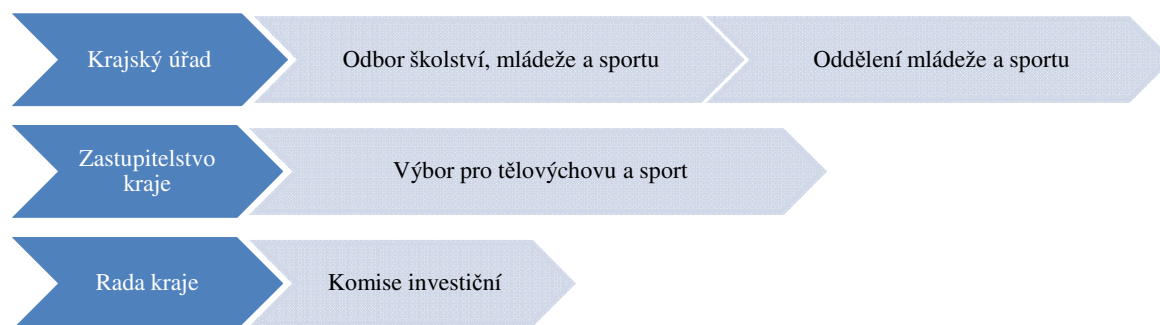 Krajský úřad
Odbor školství, mládeže a sportu
Oddělení mládeže a sportu
Zastupitelstvo
kraje
Výbor pro tělovýchovu a sport
Rada kraje
Komise investiční